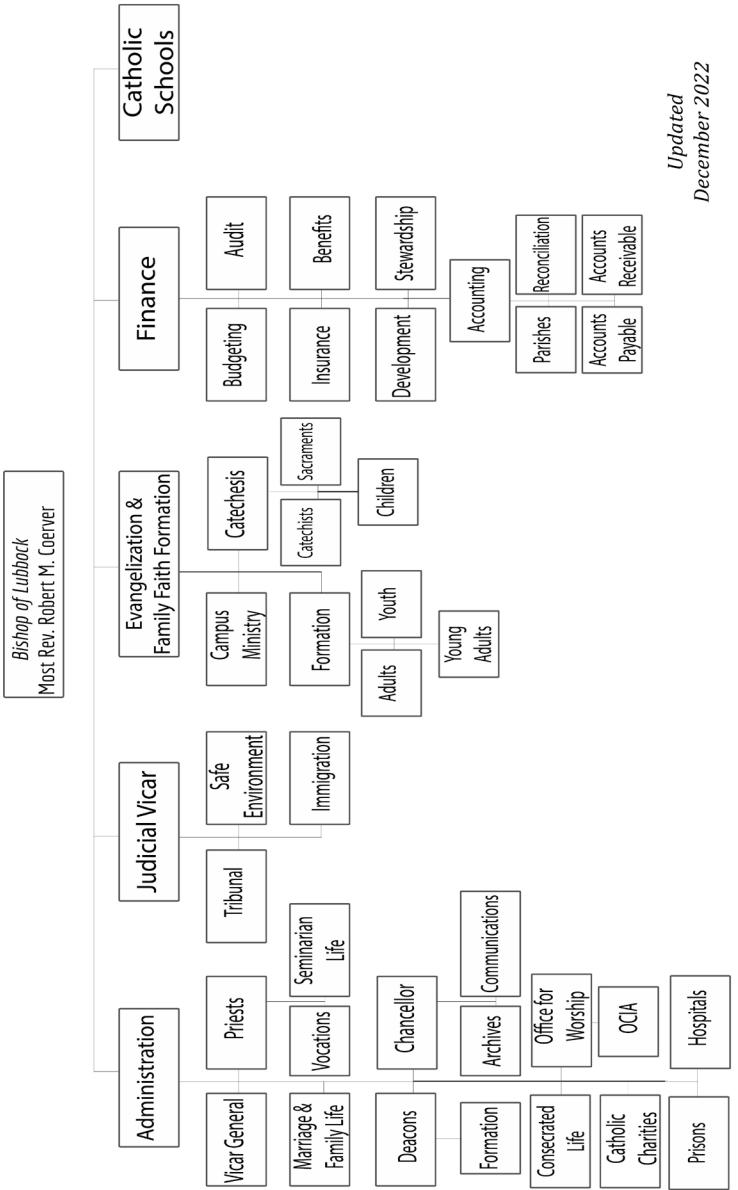 Bishop of Lubbock
Most Rev. Robert M. Coerver
Administration
Vicar General
Priests
Marriage &
Family Life
Vocations
Seminarian
Life
Deacons
Chancellor
Formation
Archives
Communications
Consecrated
Life
Office for
Worship
Catholic
Charities
OCIA
Prisons
Hospitals
Judicial Vicar
Tribunal
Safe
Environment
Immigration
Evangelization &
Family Faith Formation
Campus
Ministry
Catechesis
Formation
Catechists
Sacraments
Adults
Youth
Children
Young
Adults
Finance
Budgeting
Audit
Insurance
Benefits
Development
Stewardship
Accounting
Parishes
Reconciliation
Accounts
Payable
Accounts
Receivable
Catholic
Schools
Updated
December 2022